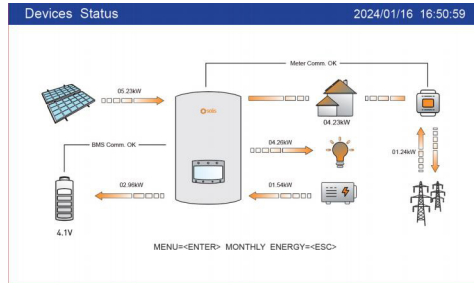 Devices Status
2024/01/16 16:50:59
Meter Comm. OK
05.23kW
solis
04.23kW
BMS Comm. OK
04.26kW
01.24kW
02.96kW
01.54kW
4.1V
MENU=<ENTER> MONTHLY ENERGY=<ESC>